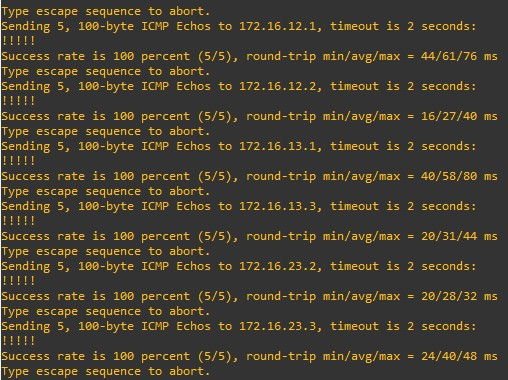 Type escape sequence to abort.
Sending 5, 100-byte ICMP Echos to 172.16.12.1, timeout is 2 seconds:
!!!!!
Success rate is 100 percent (5/5), round-trip min/avg/max = 44/61/76 ms
Type escape sequence to abort.
Sending 5, 100-byte ICMP Echos to 172.16.12.2, timeout is 2 seconds:
!!!!!
Success rate is 100 percent (5/5), round-trip min/avg/max = 16/27/40 ms
Type escape sequence to abort.
Sending 5, 100-byte ICMP Echos to 172.16.13.1, timeout is 2 seconds:
!!!!!
Success rate is 100 percent (5/5), round-trip min/avg/max = 40/58/80 ms
Type escape sequence to abort.
Sending 5, 100-byte ICMP Echos to 172.16.13.3, timeout is 2 seconds:
!!!!!
Success rate is 100 percent (5/5), round-trip min/avg/max = 20/31/44 ms
Type escape sequence to abort.
Sending 5, 100-byte ICMP Echos to 172.16.23.2, timeout is 2 seconds:
!!!!!
Success rate is 100 percent (5/5), round-trip min/avg/max = 20/28/32 ms
Type escape sequence to abort.
Sending 5, 100-byte ICMP Echos to 172.16.23.3, timeout is 2 seconds:
!!!!!
Success rate is 100 percent (5/5), round-trip min/avg/max = 24/40/48 ms
Type escape sequence to abort.